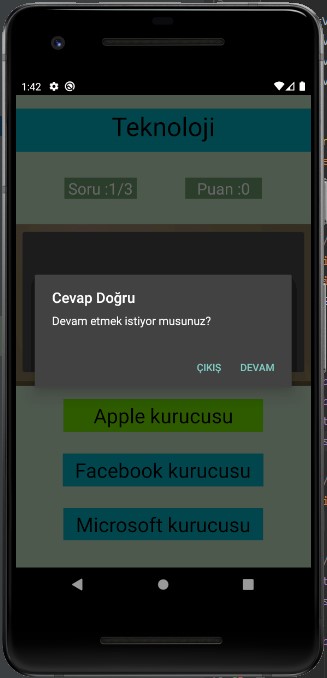 1:42
Teknoloji
Soru :1/3 Puan :0
Cevap Doğru
Devam etmek istiyor musunuz?
ÇIKIŞ DEVAM
Apple kurucusu
Facebook kurucusu
Microsoft kurucusu